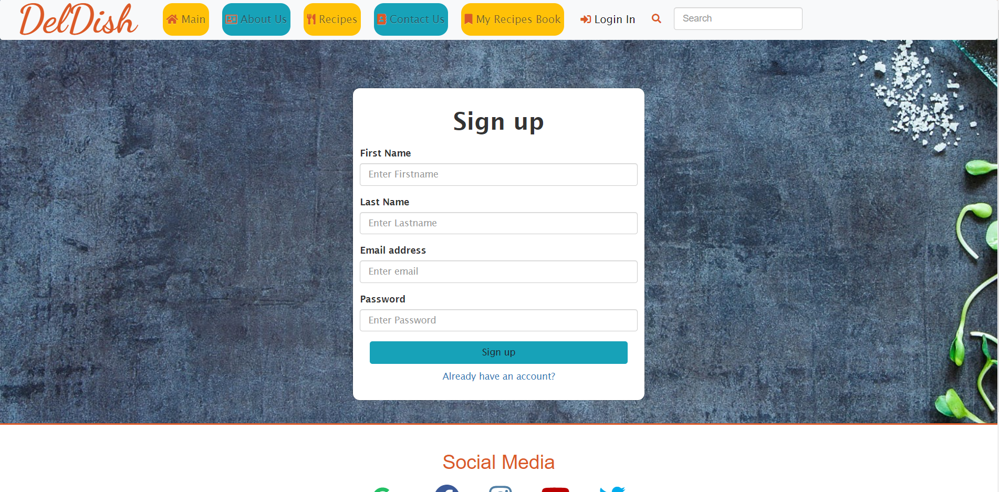 DelDish Main About Us Recipes Contact Us My Recipes Book Login In Search
Sign up
First Name
Enter Firstname
Last Name
Enter Lastname
Email address
Enter email
Password
Enter Password
Sign up
Already have an account?
Social Media